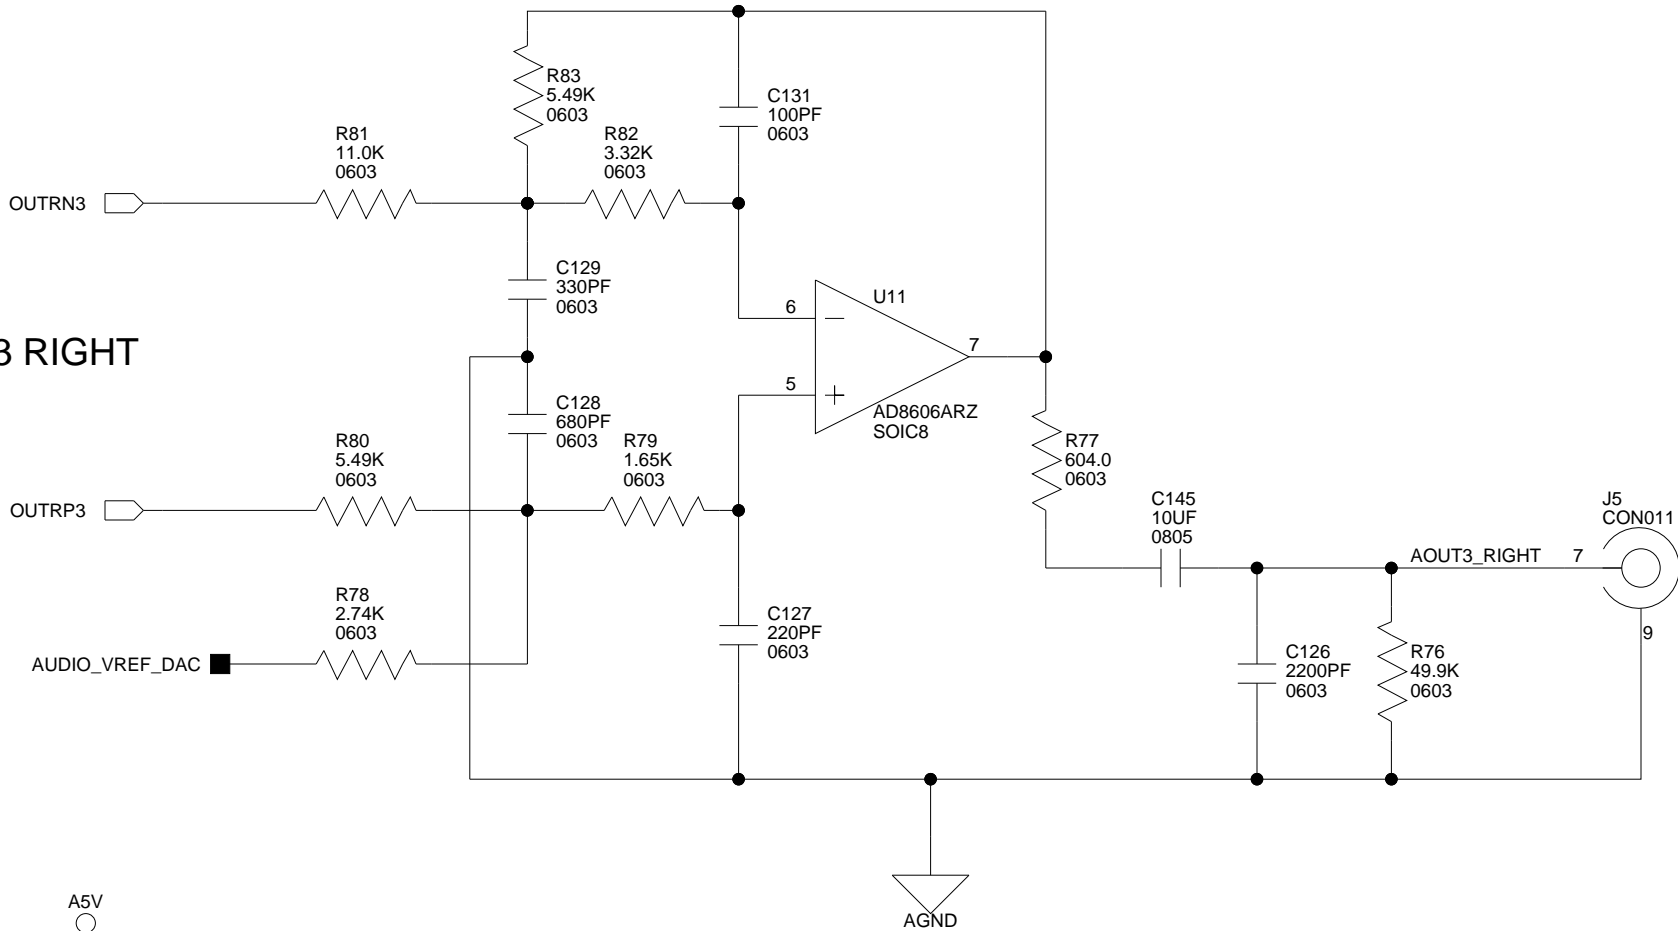 R83
5.49K
0603
C131
100PF
0603
R81
11.0K
0603
R82
3.32K
0603
OUTRN3
C129
330PF
0603
U11
6
7
5
3 RIGHT
AD8606ARZ
SOIC8
C128
680PF
0603
R80
5.49K
0603
R79
1.65K
0603
R77
604.0
0603
OUTRP3
C145
10UF
0805
J5
CON011
AOUT3_RIGHT
7
9
R78
2.74K
0603
AUDIO_VREF_DAC
C127
220PF
0603
C126
2200PF
0603
R76
49.9K
0603
A5V
AGND